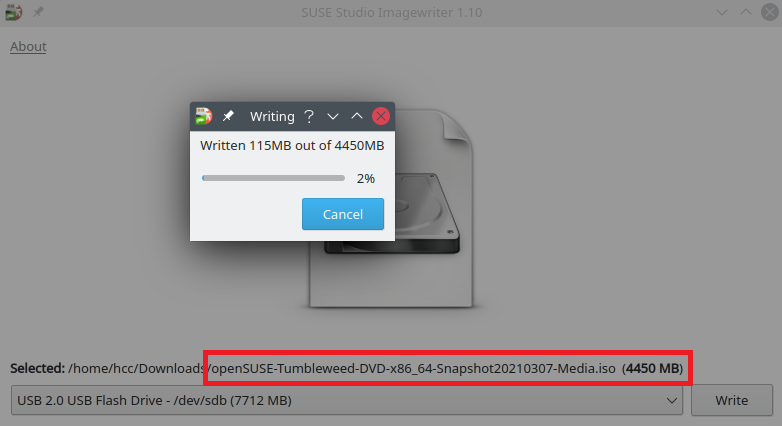 SUSE Studio Imagewriter 1.10
About
Writing ?
Written 115MB out of 4450MB
2%
Cancel
Selected: /home/hcc/Downloads/openSUSE-Tumbleweed-DVD-x86_64-Snapshot20210307-Media.iso (4450 MB)
USB 2.0 USB Flash Drive - /dev/sdb (7712 MB)
Write